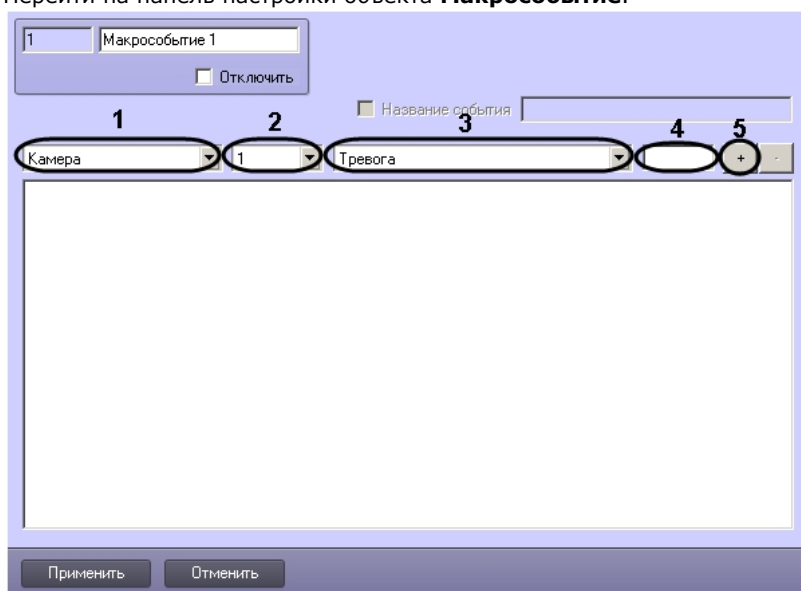 Перейти на панель настройки объекта Макрособытие.
1 Макрособытие 1
Отключить
Название события
1 2 3 4 5
Камера 1 Тревога + -
Применить Отменить